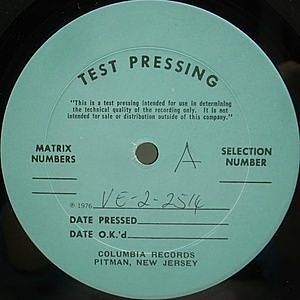 TEST PRESSING
"This is a test pressing intended for use in determining
the technical quality of the recording only. It is not
intended for sale or distribution outside of this company."
MATRIX
NUMBERS
A
SELECTION
NUMBER
℗ 1976 VE-2-2514
DATE PRESSED
DATE O.K.'d
COLUMBIA RECORDS
PITMAN, NEW JERSEY